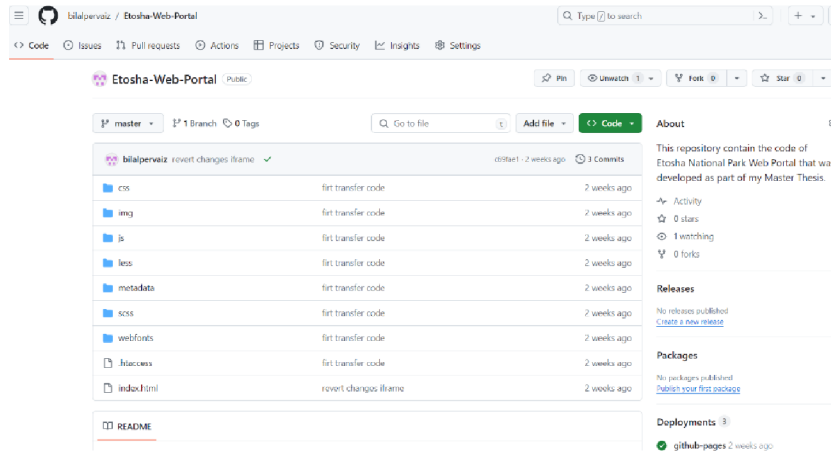 bilalpervaiz / Etosha-Web-Portal
Type / to search
Code Issues Pull requests Actions Projects Security Insights Settings
Etosha-Web-Portal Public
Pin Unwatch 1 Fork 0 Star 0
master 1 Branch 0 Tags
Go to file t Add file Code
bilalpervaiz revert changes iframe 2 weeks ago 3 Commits
css firt transfer code 2 weeks ago
img firt transfer code 2 weeks ago
js firt transfer code 2 weeks ago
less firt transfer code 2 weeks ago
metadata firt transfer code 2 weeks ago
scss firt transfer code 2 weeks ago
webfonts firt transfer code 2 weeks ago
.htaccess firt transfer code 2 weeks ago
index.html revert changes iframe 2 weeks ago
README
About
This repository contain the code of
Etosha National Park Web Portal that wa
developed as part of my Master Thesis.
Activity
0 stars
1 watching
0 forks
Releases
No releases published
Create a new release
Packages
No packages published
Publish your first package
Deployments 3
github-pages 2 weeks ago